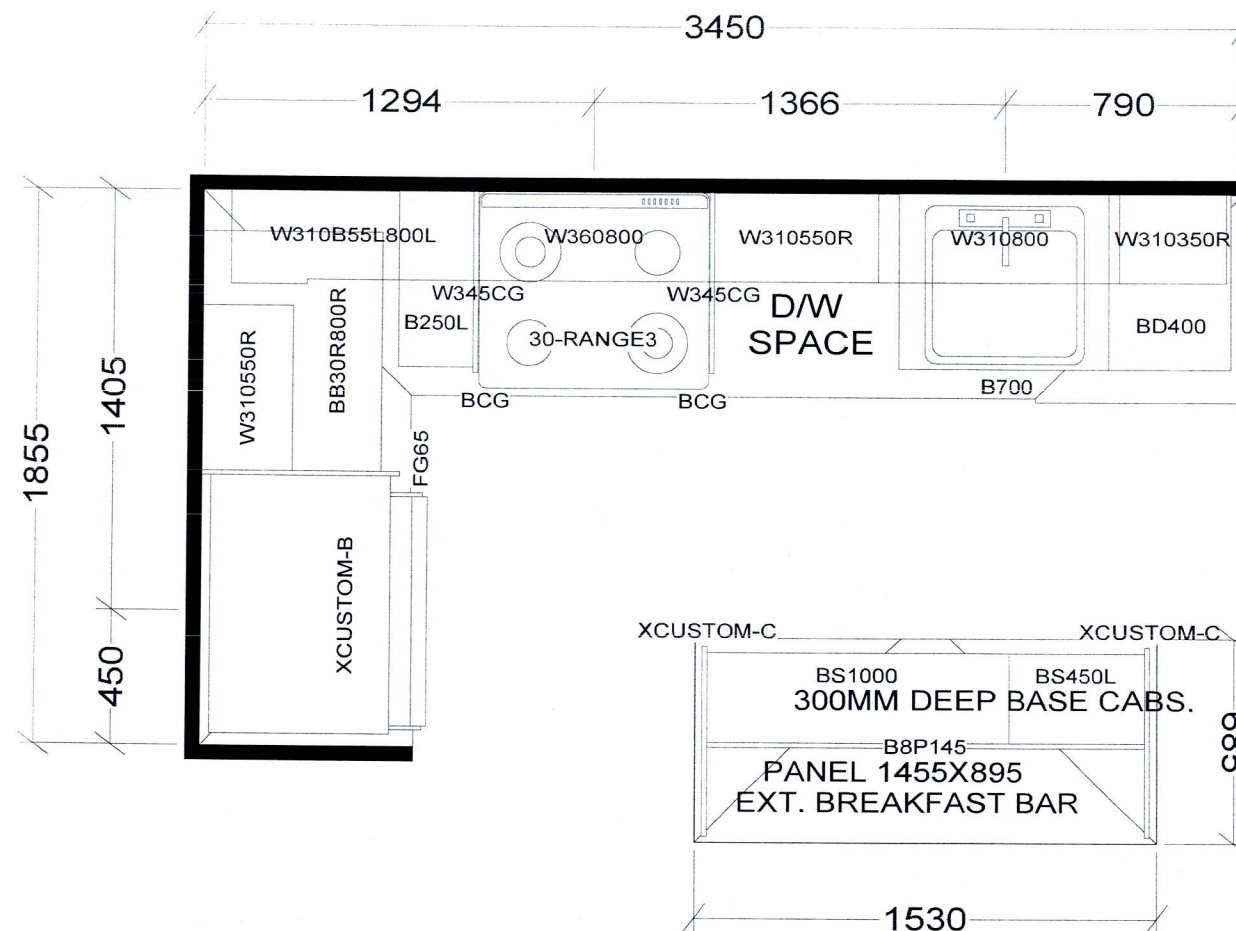 3450
1294
1366
790
W310B55L800L
W360800
W310550R
W310800
W310350R
W345CG
W345CG
B250L
30-RANGE3
D/W
SPACE
BD400
W310550R
BB30R800R
BCG
BCG
B700
FG65
1855
1405
450
XCUSTOM-B
XCUSTOM-C
XCUSTOM-C
BS1000
BS450L
300MM DEEP BASE CABS.
B8P145
PANEL 1455X895
EXT. BREAKFAST BAR
1530